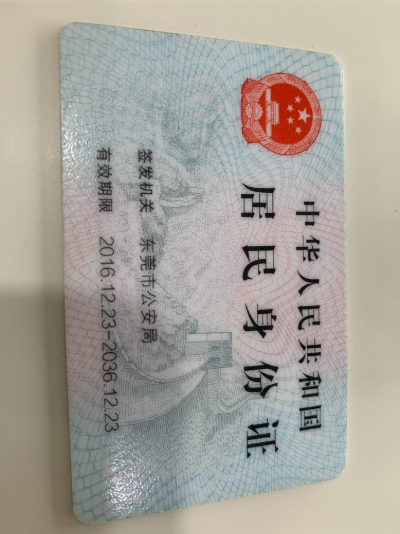 中华人民共和国
居民身份证
签发机关 东莞市公安局
有效期限 2016.12.23-2036.12.23